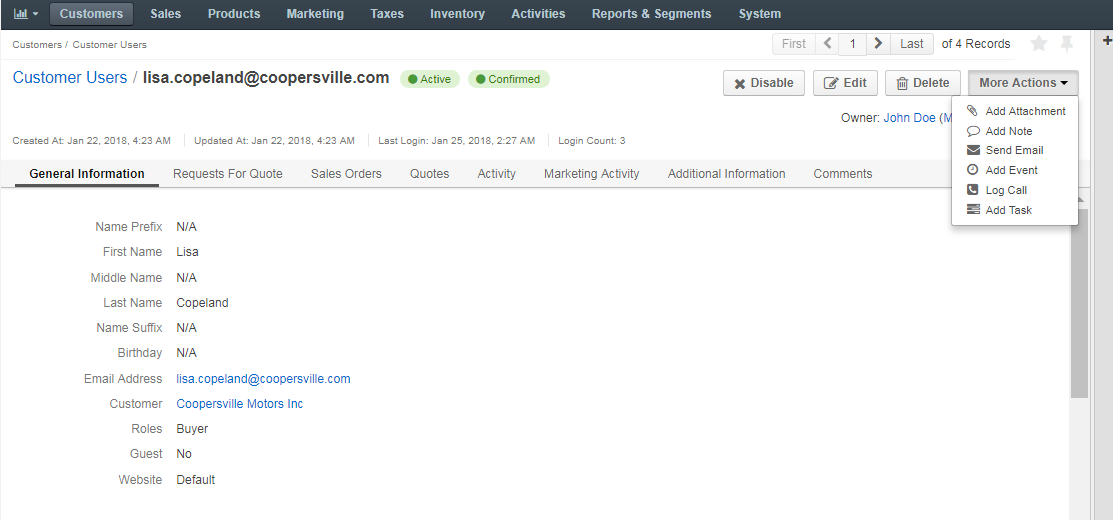 Customers Sales Products Marketing Taxes Inventory Activities Reports & Segments System
Customers / Customer Users
First 1 Last of 4 Records
Customer Users / lisa.copeland@coopersville.com Active Confirmed
Disable Edit Delete More Actions
Owner: John Doe (M
Add Attachment
Add Note
Send Email
Add Event
Log Call
Add Task
Created At: Jan 22, 2018, 4:23 AM Updated At: Jan 22, 2018, 4:23 AM Last Login: Jan 25, 2018, 2:27 AM Login Count: 3
General Information Requests For Quote Sales Orders Quotes Activity Marketing Activity Additional Information Comments
Name Prefix N/A
First Name Lisa
Middle Name N/A
Last Name Copeland
Name Suffix N/A
Birthday N/A
Email Address lisa.copeland@coopersville.com
Customer Coopersville Motors Inc
Roles Buyer
Guest No
Website Default